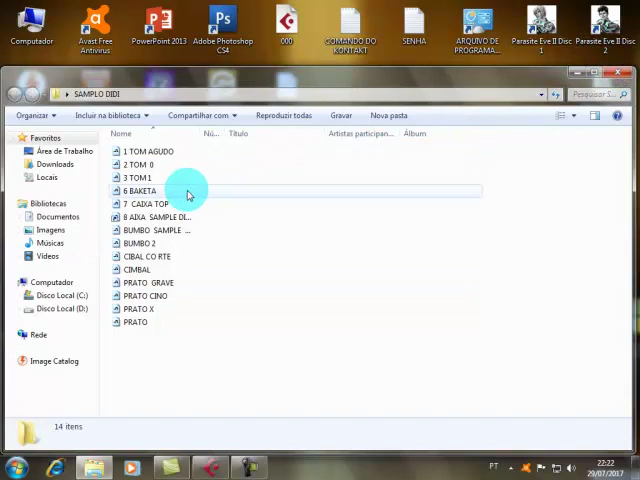 Computador
Avast Free
Antivirus
PowerPoint 2013
Adobe Photoshop
CS4
000
COMANDO DO
KONTAKT
SENHA
ARQUIVO DE
PROGRAMA...
Parasite Eve II Disc
1
Parasite Eve II Disc
2
SAMPLO DIDI
Pesquisar S...
Organizar
Incluir na biblioteca
Compartilhar com
Reproduzir todas
Gravar
Nova pasta
Nome
Nú...
Título
Artistas participan...
Álbum
Favoritos
Área de Trabalho
Downloads
Locais
Bibliotecas
Documentos
Imagens
Músicas
Vídeos
Computador
Disco Local (C:)
Disco Local (D:)
Rede
Image Catalog
1 TOM AGUDO
2 TOM 0
3 TOM 1
6 BAKETA
7 CAIXA TOP
8 AIXA SAMPLE DI...
BUMBO SAMPLE ...
BUMBO 2
CIBAL CO RTE
CIMBAL
PRATO GRAVE
PRATO CINO
PRATO X
PRATO
14 itens
PT
22:22
29/07/2017